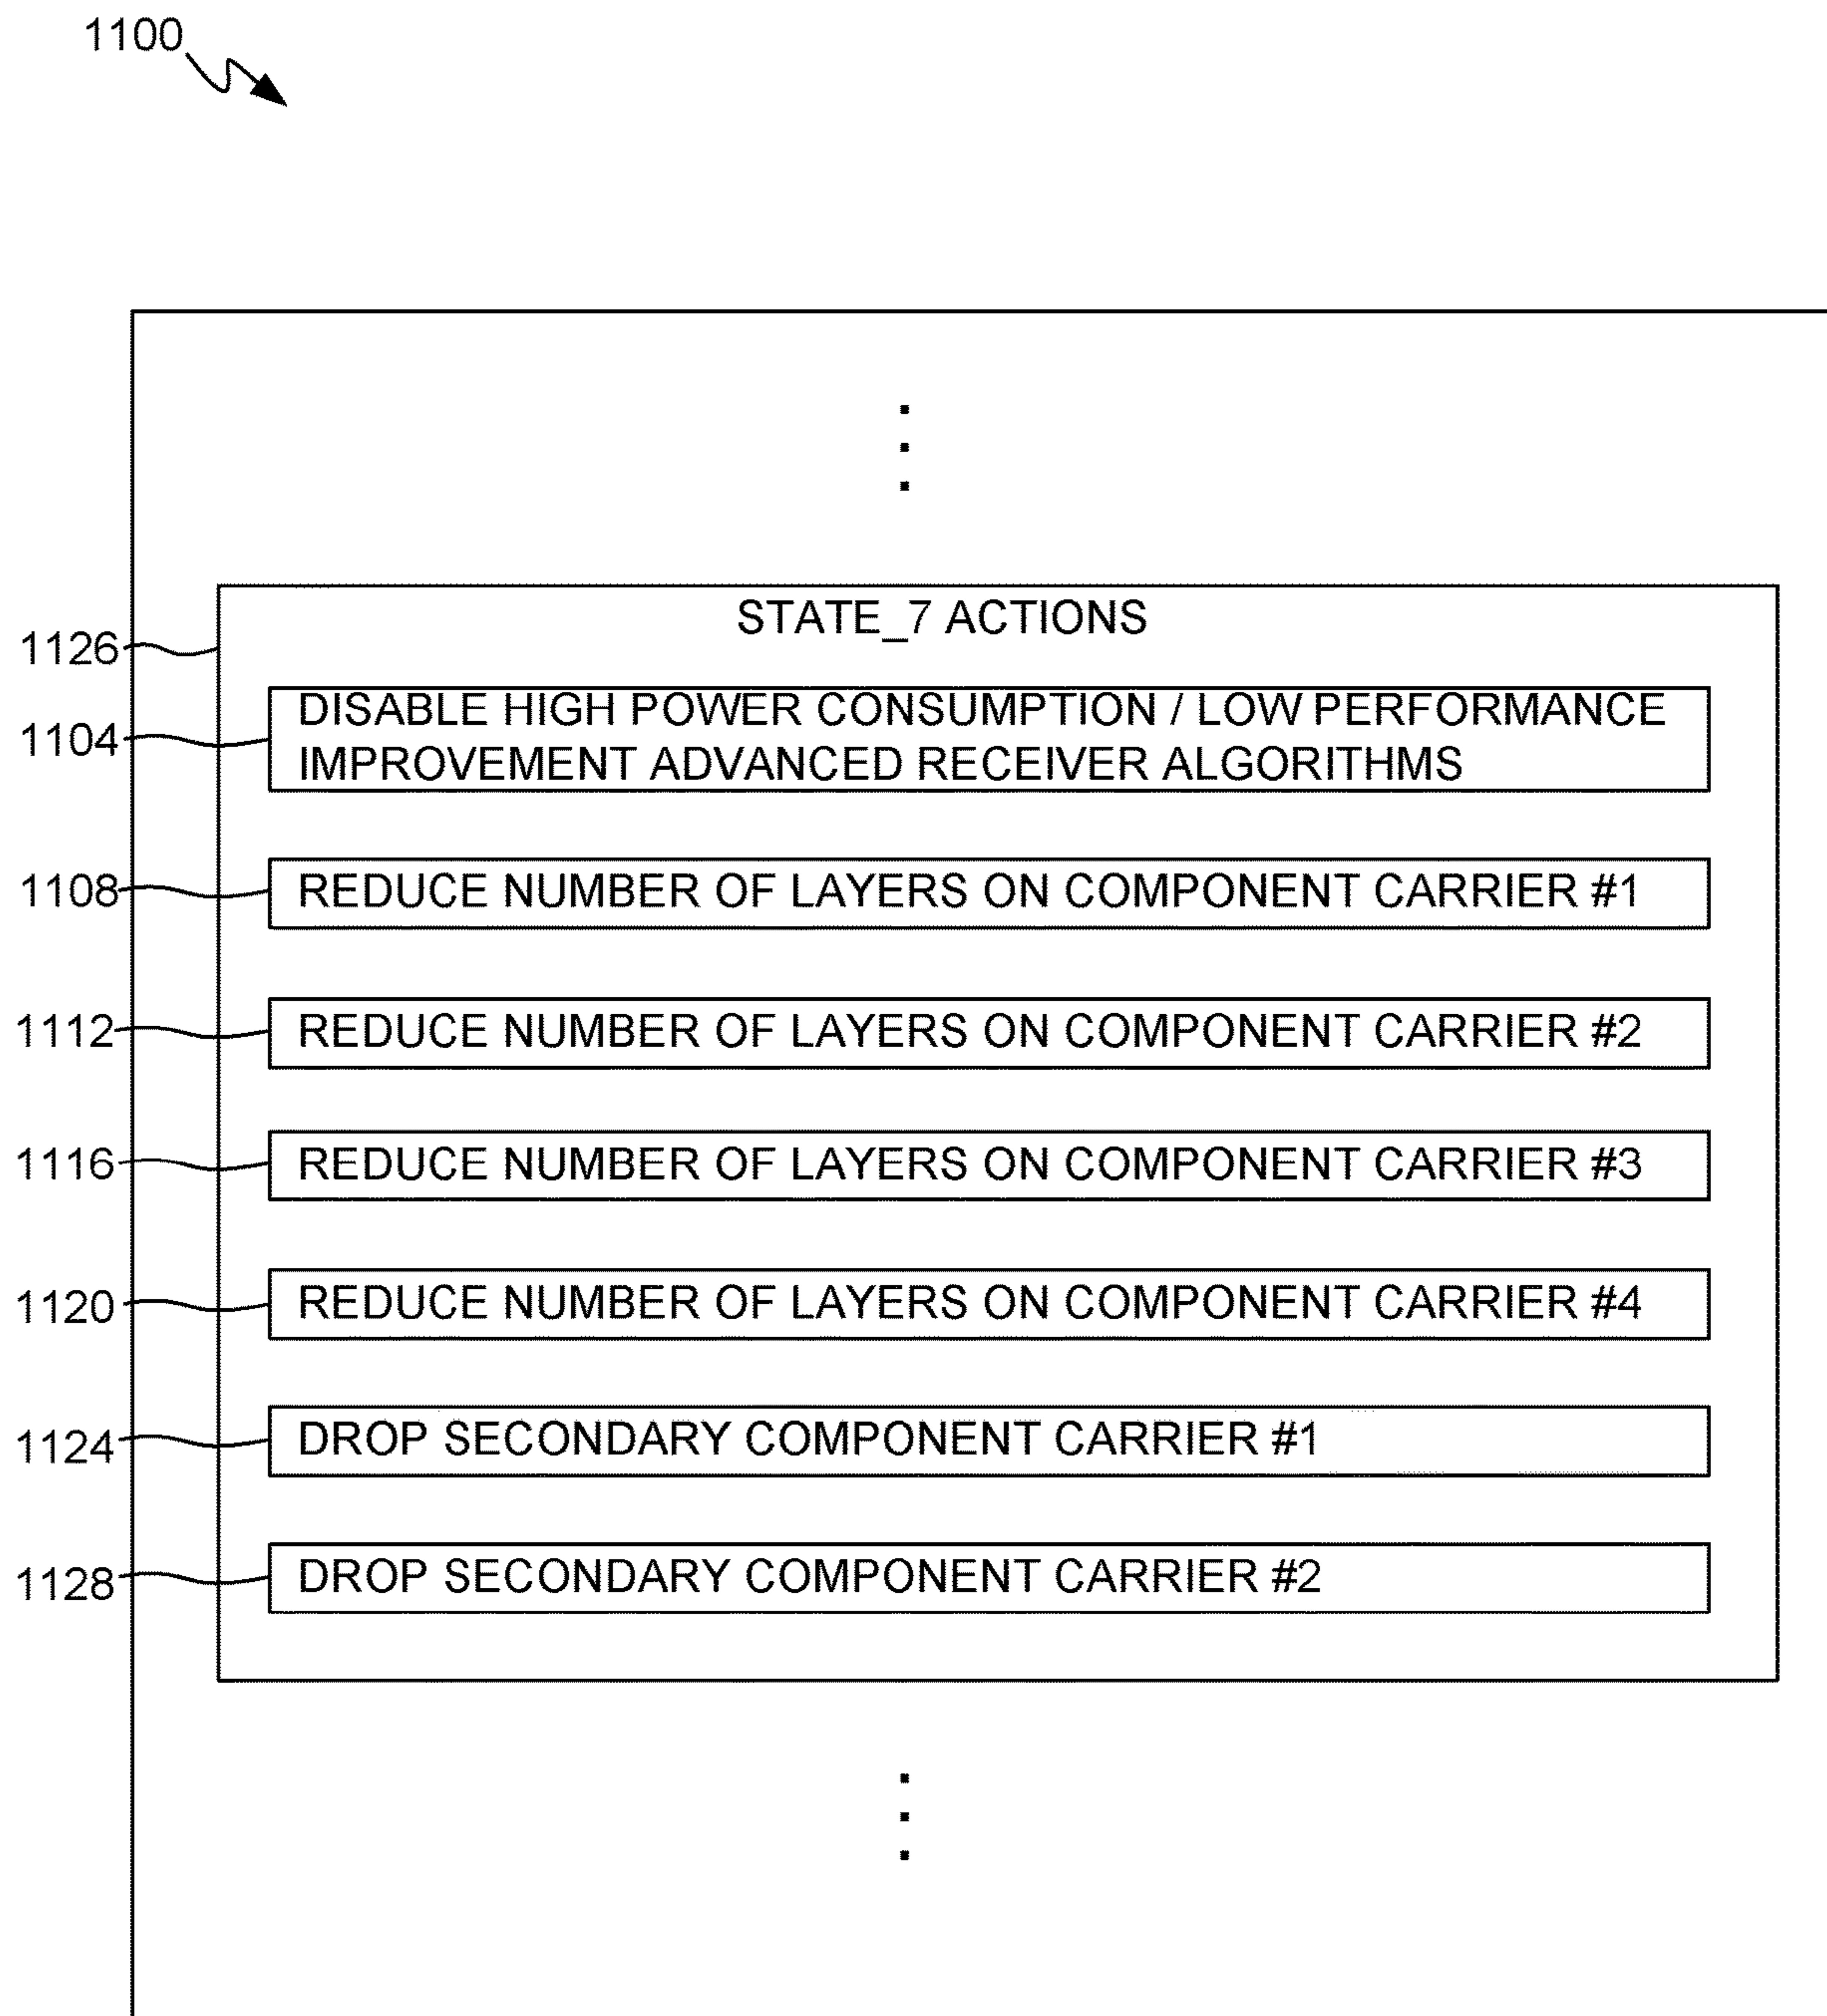 1100
STATE_7 ACTIONS
1126
1104
DISABLE HIGH POWER CONSUMPTION / LOW PERFORMANCE
IMPROVEMENT ADVANCED RECEIVER ALGORITHMS
1108
REDUCE NUMBER OF LAYERS ON COMPONENT CARRIER #1
1112
REDUCE NUMBER OF LAYERS ON COMPONENT CARRIER #2
1116
REDUCE NUMBER OF LAYERS ON COMPONENT CARRIER #3
1120
REDUCE NUMBER OF LAYERS ON COMPONENT CARRIER #4
1124
DROP SECONDARY COMPONENT CARRIER #1
1128
DROP SECONDARY COMPONENT CARRIER #2